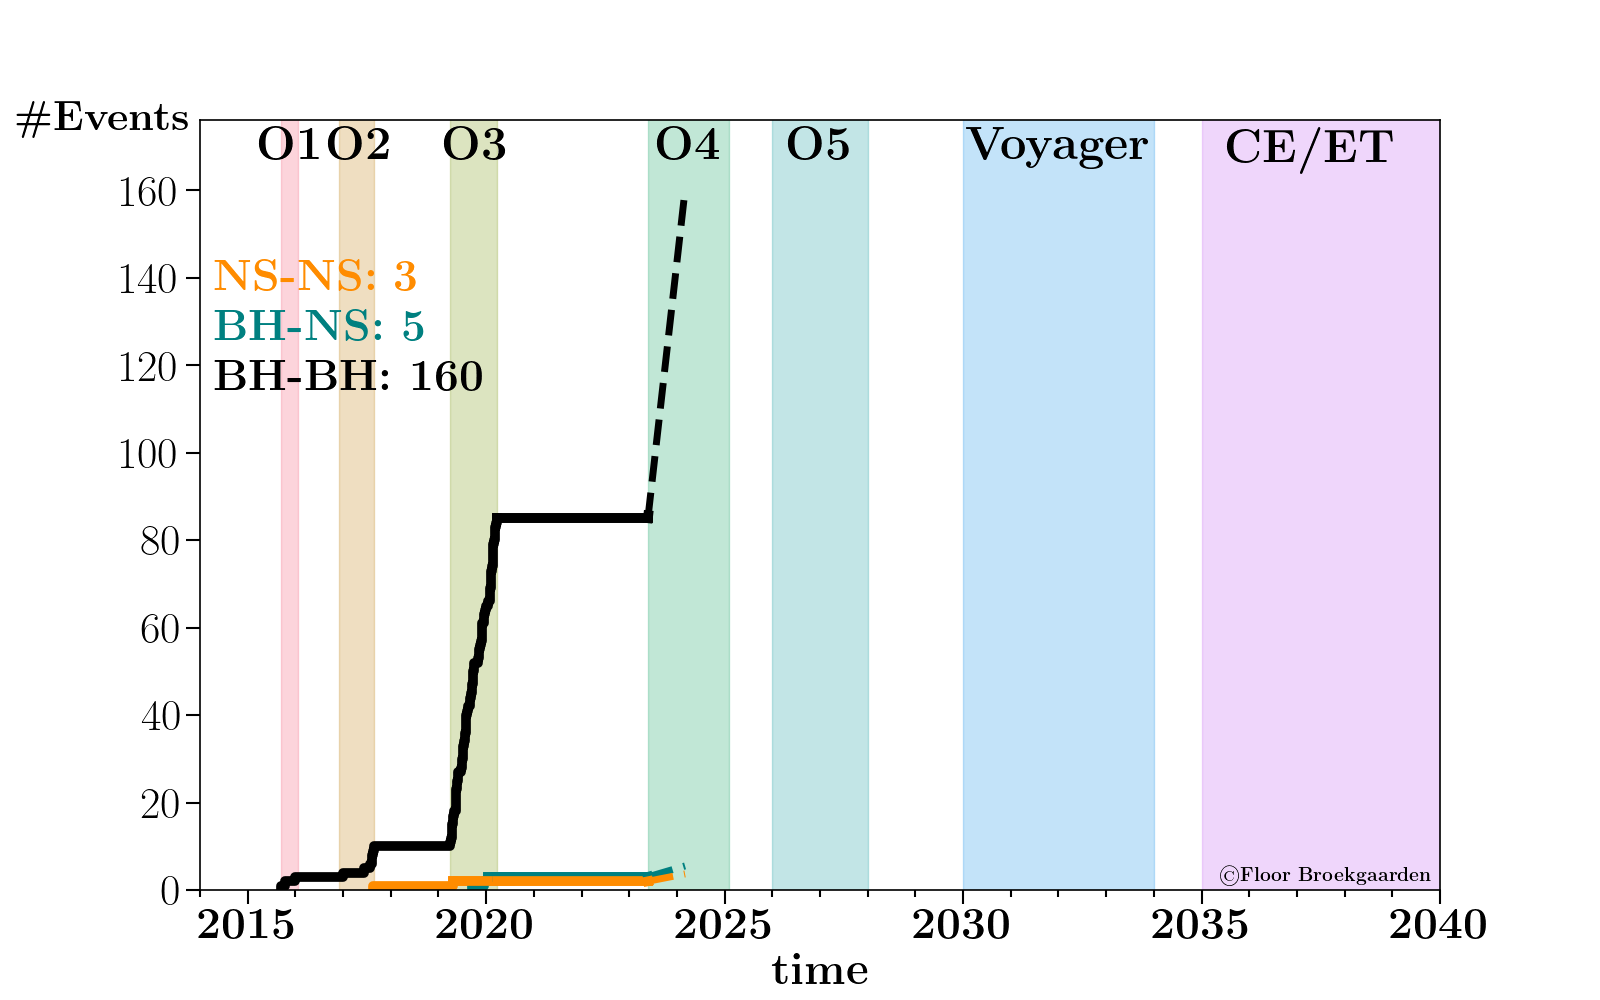 #Events
O1 O2 O3 O4 O5 Voyager CE/ET
160
140
120
100
80
60
40
20
0
NS-NS: 3
BH-NS: 5
BH-BH: 160
©Floor Broekgaarden
2015 2020 2025 2030 2035 2040
time